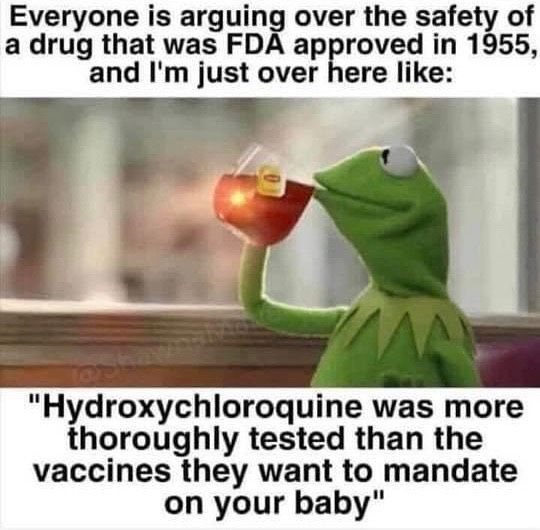 Everyone is arguing over the safety of
a drug that was FDA approved in 1955,
and I'm just over here like:
"Hydroxychloroquine was more
thoroughly tested than the
vaccines they want to mandate
on your baby"